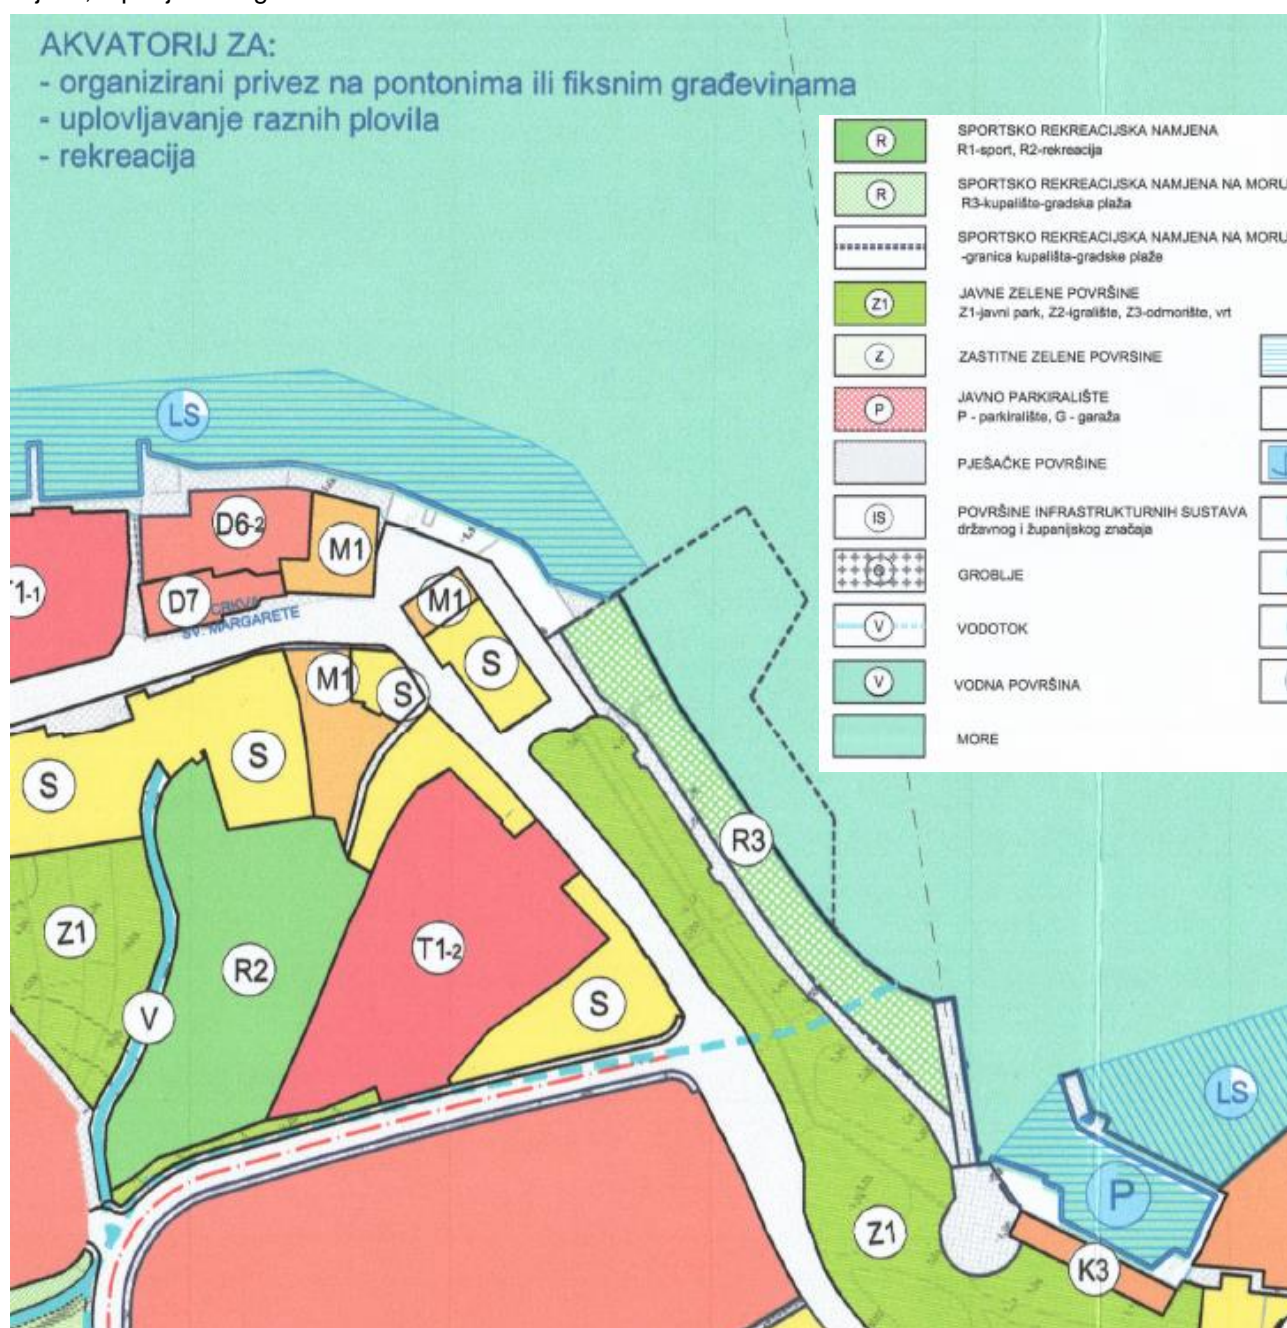 AKVATORIJ ZA:
- organizirani privez na pontonima ili fiksnim građevinama
- uplovljavanje raznih plovila
- rekreacija
R
SPORTSKO REKREACIJSKA NAMJENA
R1-sport, R2-rekreacija
R
SPORTSKO REKREACIJSKA NAMJENA NA MORU
R3-kupalište-gradska plaža
SPORTSKO REKREACIJSKA NAMJENA NA MORU
-granica kupališta-gradske plaže
Z1
JAVNE ZELENE POVRŠINE
Z1-javni park, Z2-igralište, Z3-odmorište, vrt
Z
ZAŠTITNE ZELENE POVRŠINE
P
JAVNO PARKIRALIŠTE
P - parkiralište, G - garaža
PJEŠAČKE POVRŠINE
IS
POVRŠINE INFRASTRUKTURNIH SUSTAVA
državnog i županijskog značaja
G
GROBLJE
V
VODOTOK
V
VODNA POVRŠINA
MORE
LS
D6-2
M1
T1-1
D7
CRKVA
SV. MARGARETE
M1
S
M1
S
S
S
R3
Z1
R2
T1-2
S
V
LS
P
Z1
K3